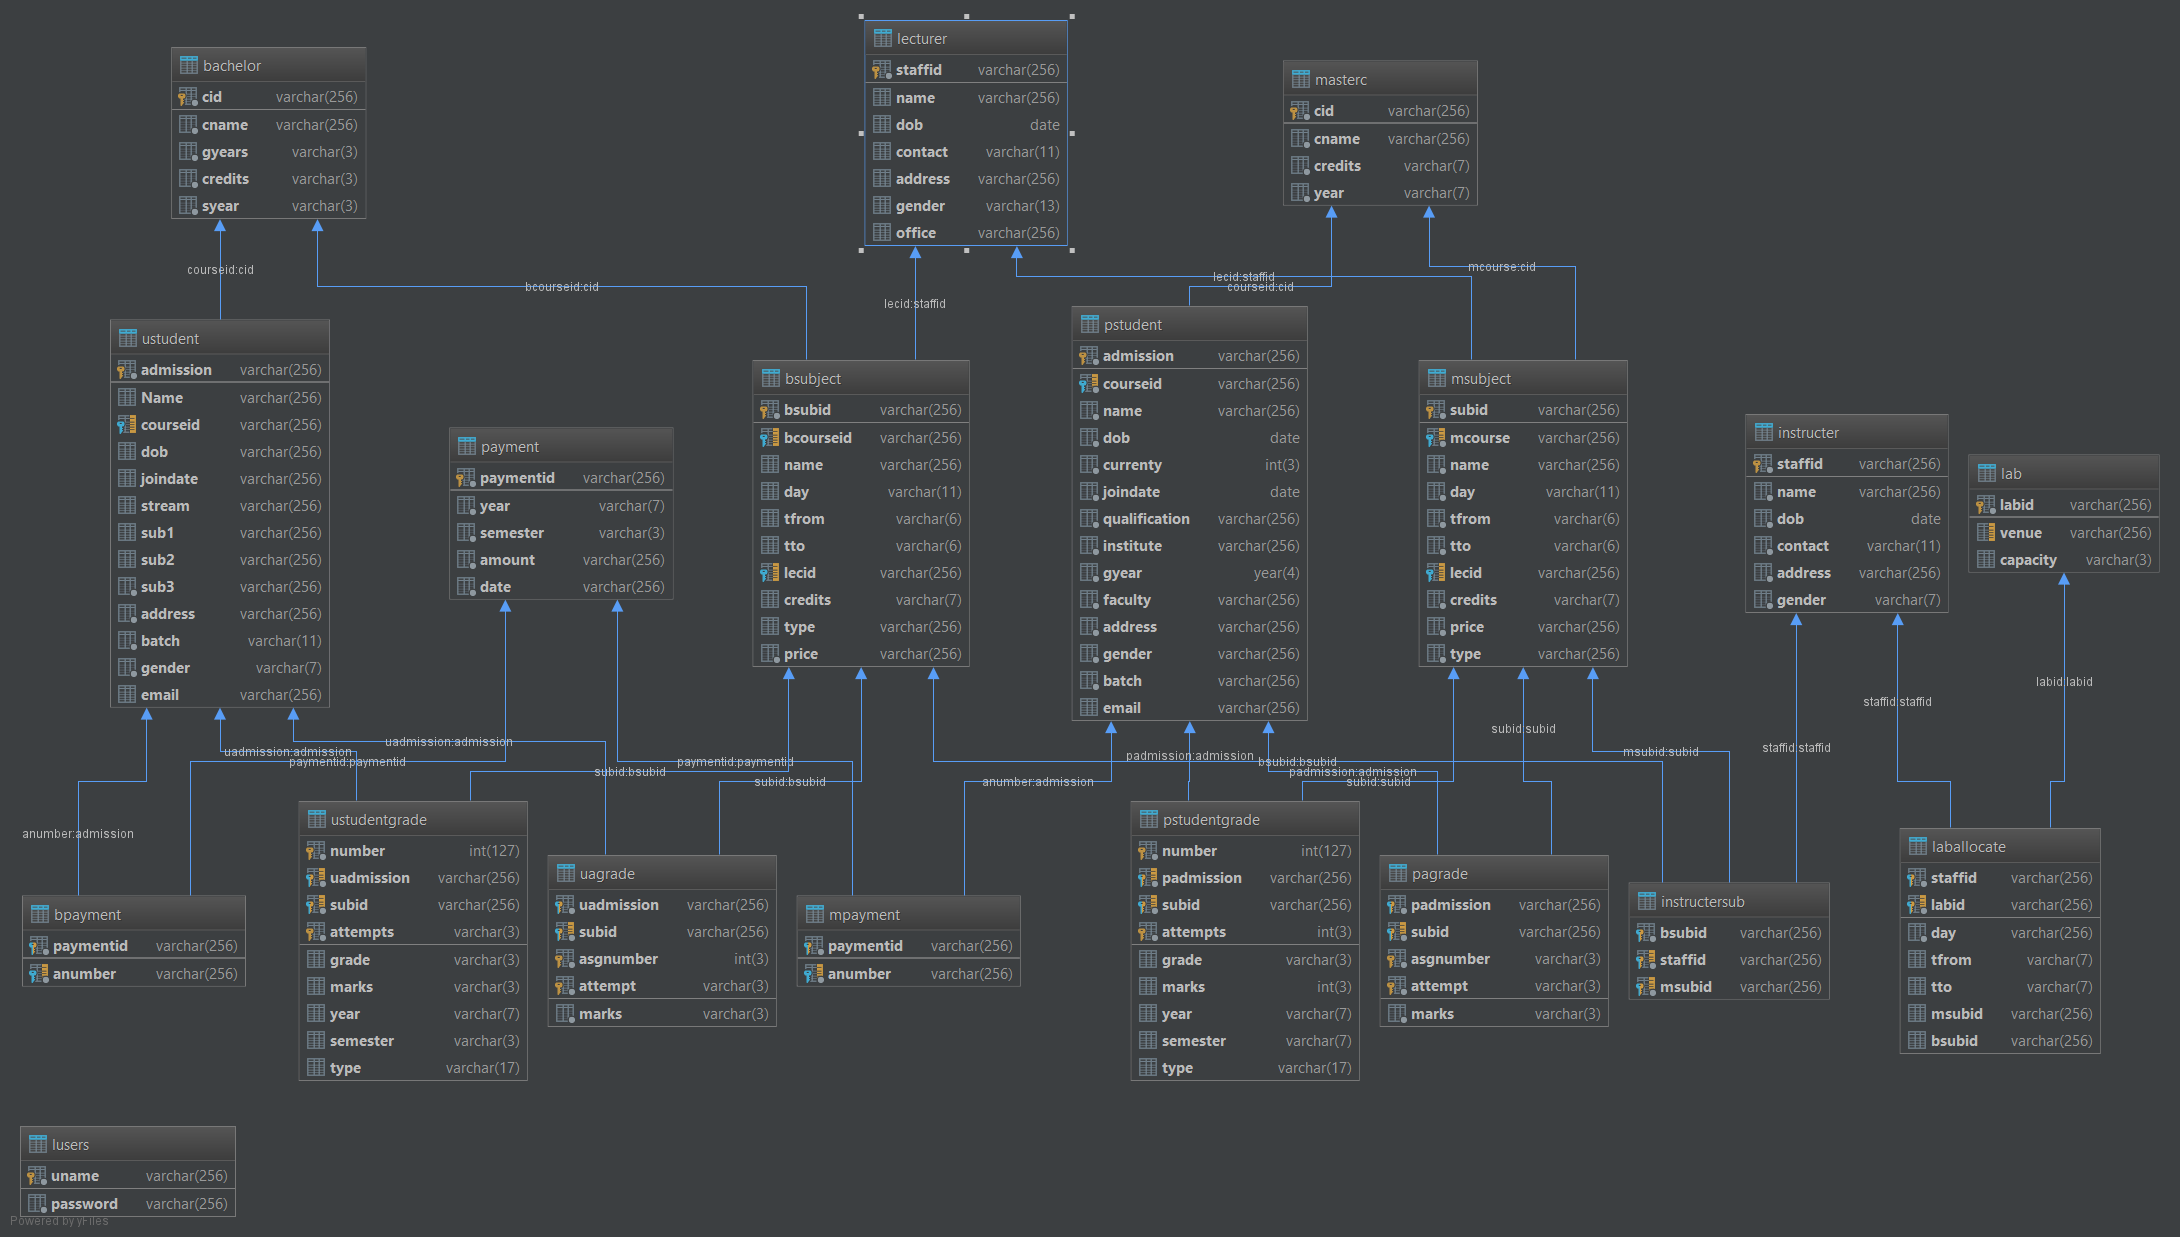 lecturer
staffid varchar(256)
name varchar(256)
dob date
contact varchar(11)
address varchar(256)
gender varchar(13)
office varchar(256)
bachelor
cid varchar(256)
cname varchar(256)
gyears varchar(3)
credits varchar(3)
syear varchar(3)
masterc
cid varchar(256)
cname varchar(256)
credits varchar(7)
year varchar(7)
courseid:cid
bcourseid:cid
lecid:staffid
lecid:staffid
courseid:cid
mcourse:cid
ustudent
admission varchar(256)
Name varchar(256)
courseid varchar(256)
dob varchar(256)
joindate varchar(256)
stream varchar(256)
sub1 varchar(256)
sub2 varchar(256)
sub3 varchar(256)
address varchar(256)
batch varchar(11)
gender varchar(7)
email varchar(256)
payment
paymentid varchar(256)
year varchar(7)
semester varchar(3)
amount varchar(256)
date varchar(256)
bsubject
bsubid varchar(256)
bcourseid varchar(256)
name varchar(256)
day varchar(11)
tfrom varchar(6)
tto varchar(6)
lecid varchar(256)
credits varchar(7)
type varchar(256)
price varchar(256)
pstudent
admission varchar(256)
courseid varchar(256)
name varchar(256)
dob date
currenty int(3)
joindate date
qualification varchar(256)
institute varchar(256)
gyear year(4)
faculty varchar(256)
address varchar(256)
gender varchar(256)
batch varchar(256)
email varchar(256)
msubject
subid varchar(256)
mcourse varchar(256)
name varchar(256)
day varchar(11)
tfrom varchar(6)
tto varchar(6)
lecid varchar(256)
credits varchar(7)
price varchar(256)
type varchar(256)
instructer
staffid varchar(256)
name varchar(256)
dob date
contact varchar(11)
address varchar(256)
gender varchar(7)
lab
labid varchar(256)
venue varchar(256)
capacity varchar(3)
labid:labid
staffid:staffid
staffid:staffid
subid:subid
msubid:subid
uadmission:admission
uadmission:admission
paymentid:paymentid
subid:bsubid
paymentid:paymentid
subid:bsubid
anumber:admission
padmission:admission
bsubid:bsubid
padmission:admission
subid:subid
anumber:admission
bpayment
paymentid varchar(256)
anumber varchar(256)
ustudentgrade
number int(127)
uadmission varchar(256)
subid varchar(256)
attempts varchar(3)
grade varchar(3)
marks varchar(3)
year varchar(7)
semester varchar(3)
type varchar(17)
uagrade
uadmission varchar(256)
subid varchar(256)
asgnumber int(3)
attempt varchar(3)
marks varchar(3)
mpayment
paymentid varchar(256)
anumber varchar(256)
pstudentgrade
number int(127)
padmission varchar(256)
subid varchar(256)
attempts int(3)
grade varchar(3)
marks int(3)
year varchar(7)
semester varchar(7)
type varchar(17)
pagrade
padmission varchar(256)
subid varchar(256)
asgnumber varchar(3)
attempt varchar(3)
marks varchar(3)
instructersub
bsubid varchar(256)
staffid varchar(256)
msubid varchar(256)
laballocate
staffid varchar(256)
labid varchar(256)
day varchar(256)
tfrom varchar(7)
tto varchar(7)
msubid varchar(256)
bsubid varchar(256)
lusers
uname varchar(256)
password varchar(256)
Powered by yFiles